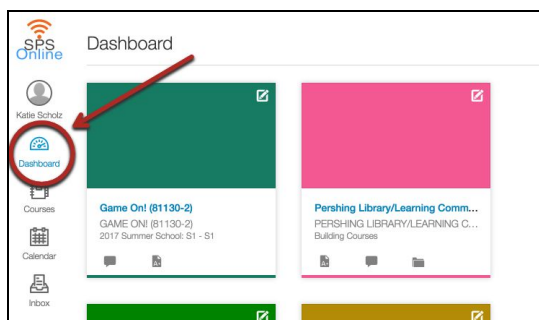 SPS
Online
Dashboard
Katie Scholz
Dashboard
Courses
Calendar
Inbox
Game On! (81130-2)
GAME ON! (81130-2)
2017 Summer School: S1 - S1
Pershing Library/Learning Comm...
PERSHING LIBRARY/LEARNING C...
Building Courses